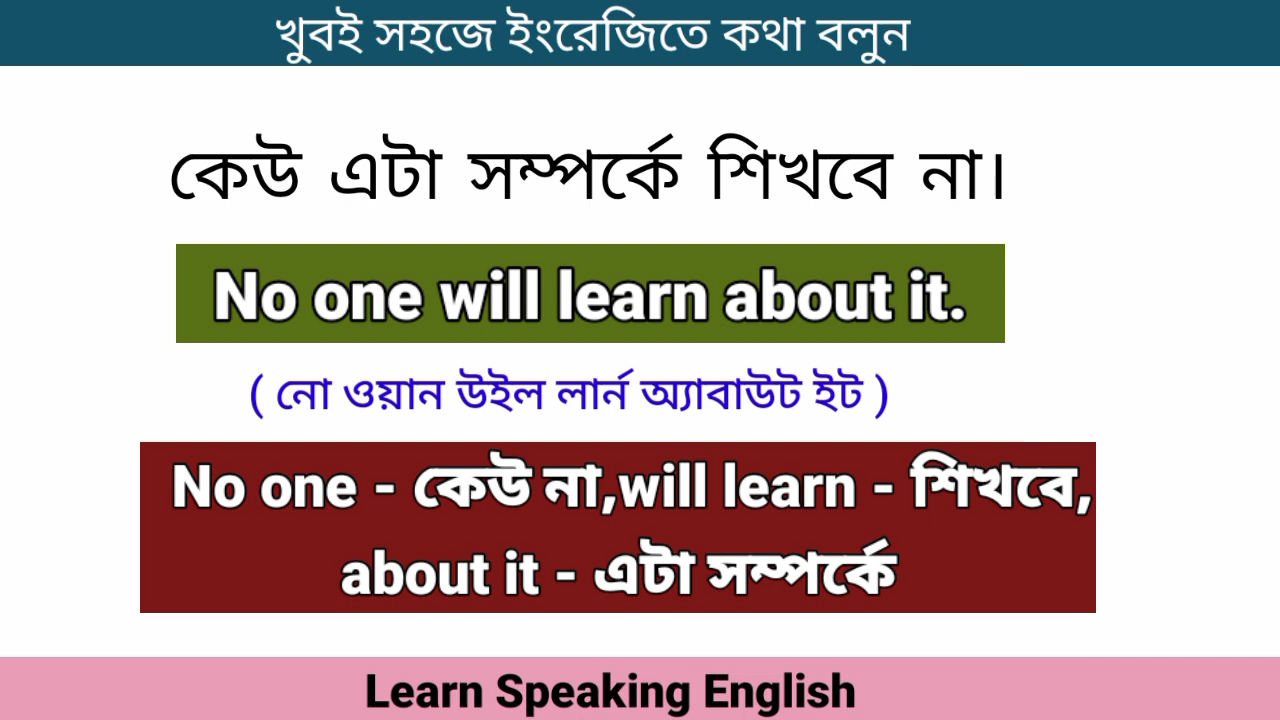 খুবই সহজে ইংরেজিতে কথা বলুন
কেউ এটা সম্পর্কে শিখবে না।
No one will learn about it.
( নো ওয়ান উইল লার্ন অ্যাবাউট ইট )
No one - কেউ না,will learn - শিখবে,
about it - এটা সম্পর্কে
Learn Speaking English